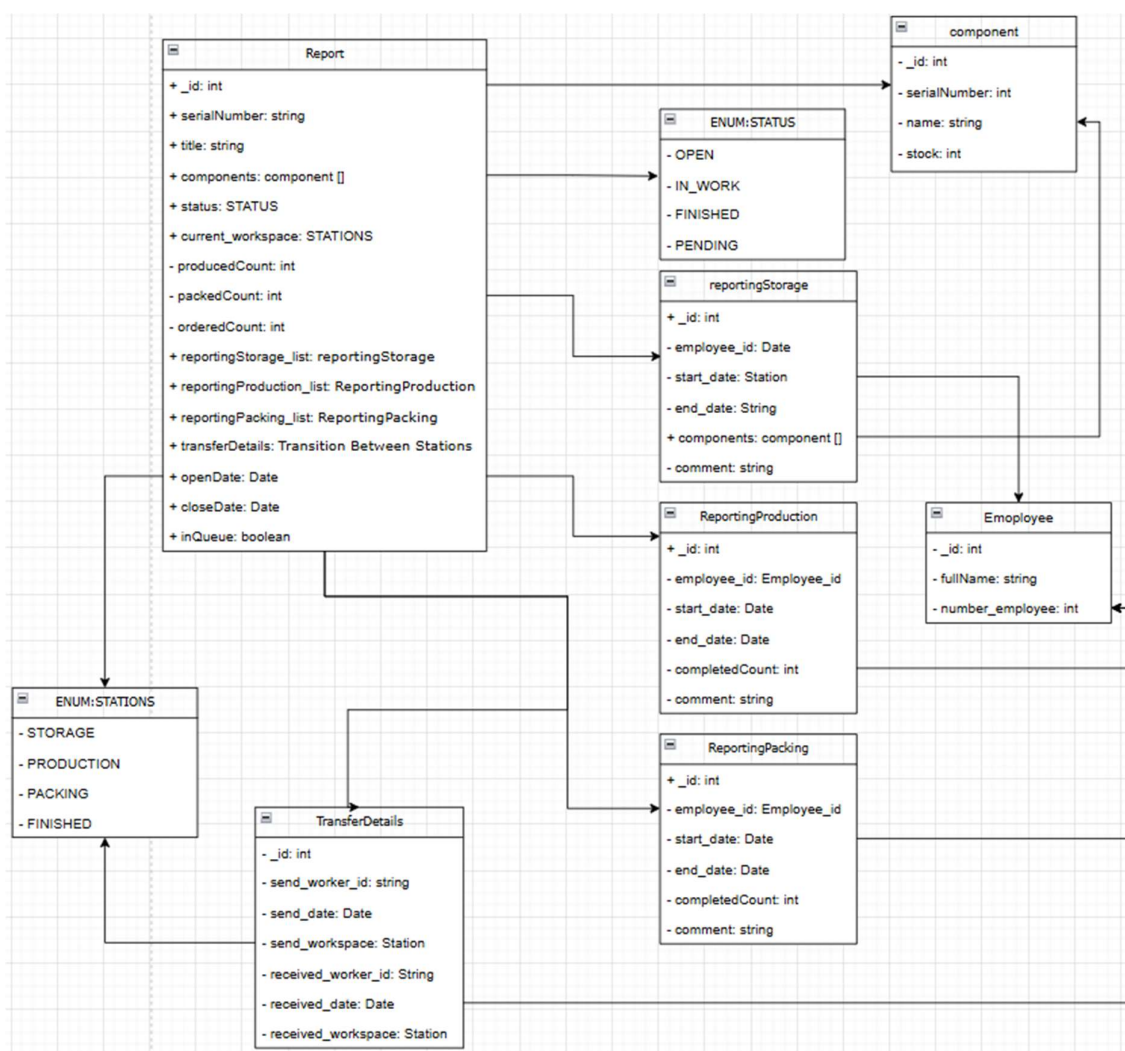 Report
+ _id: int
+ serialNumber: string
+ title: string
+ components: component []
+ status: STATUS
+ current_workspace: STATIONS
- producedCount: int
- packedCount: int
- orderedCount: int
+ reportingStorage_list: reportingStorage
+ reportingProduction_list: ReportingProduction
+ reportingPacking_list: ReportingPacking
+ transferDetails: Transition Between Stations
+ openDate: Date
+ closeDate: Date
+ inQueue: boolean
component
- _id: int
- serialNumber: int
- name: string
- stock: int
ENUM:STATUS
- OPEN
- IN_WORK
- FINISHED
- PENDING
reportingStorage
+ _id: int
- employee_id: Date
- start_date: Station
- end_date: String
+ components: component []
- comment: string
ReportingProduction
+ _id: int
- employee_id: Employee_id
- start_date: Date
- end_date: Date
- completedCount: int
- comment: string
Emoployee
- _id: int
- fullName: string
- number_employee: int
ENUM:STATIONS
- STORAGE
- PRODUCTION
- PACKING
- FINISHED
ReportingPacking
+ _id: int
- employee_id: Employee_id
- start_date: Date
- end_date: Date
- completedCount: int
- comment: string
TransferDetails
- _id: int
- send_worker_id: string
- send_date: Date
- send_workspace: Station
- received_worker_id: String
- received_date: Date
- received_workspace: Station